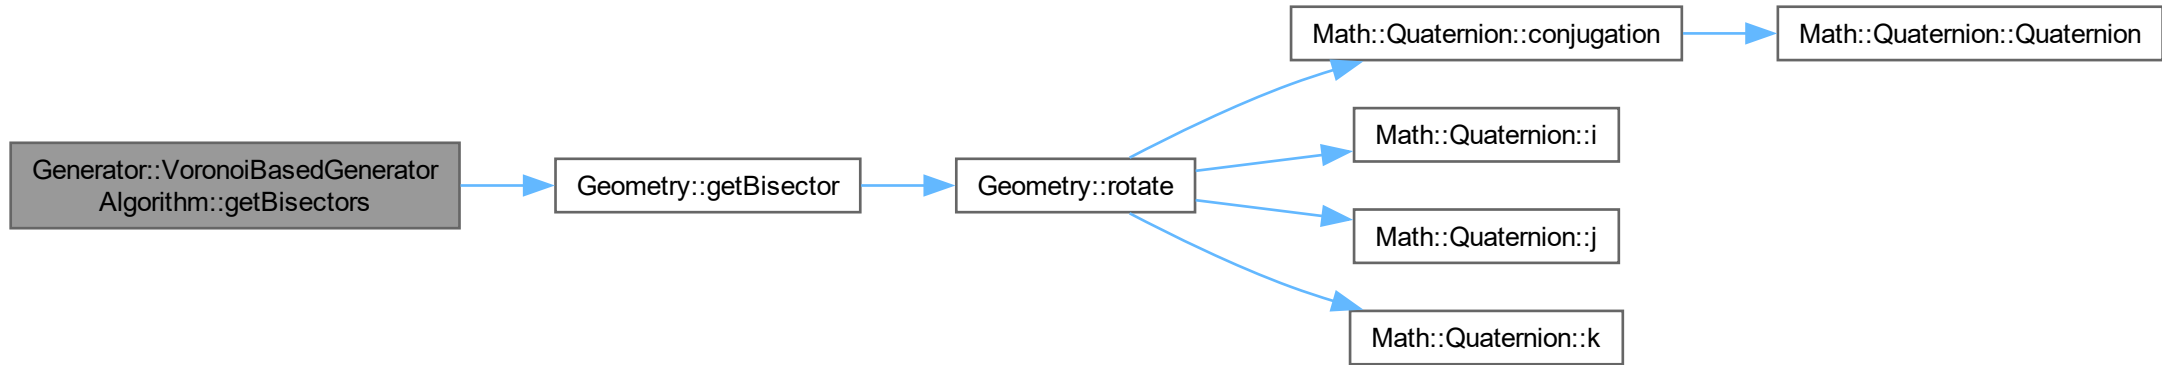 Generator::VoronoiBasedGenerator
Algorithm::getBisectors
Geometry::getBisector
Geometry::rotate
Math::Quaternion::conjugation
Math::Quaternion::Quaternion
Math::Quaternion::i
Math::Quaternion::j
Math::Quaternion::k